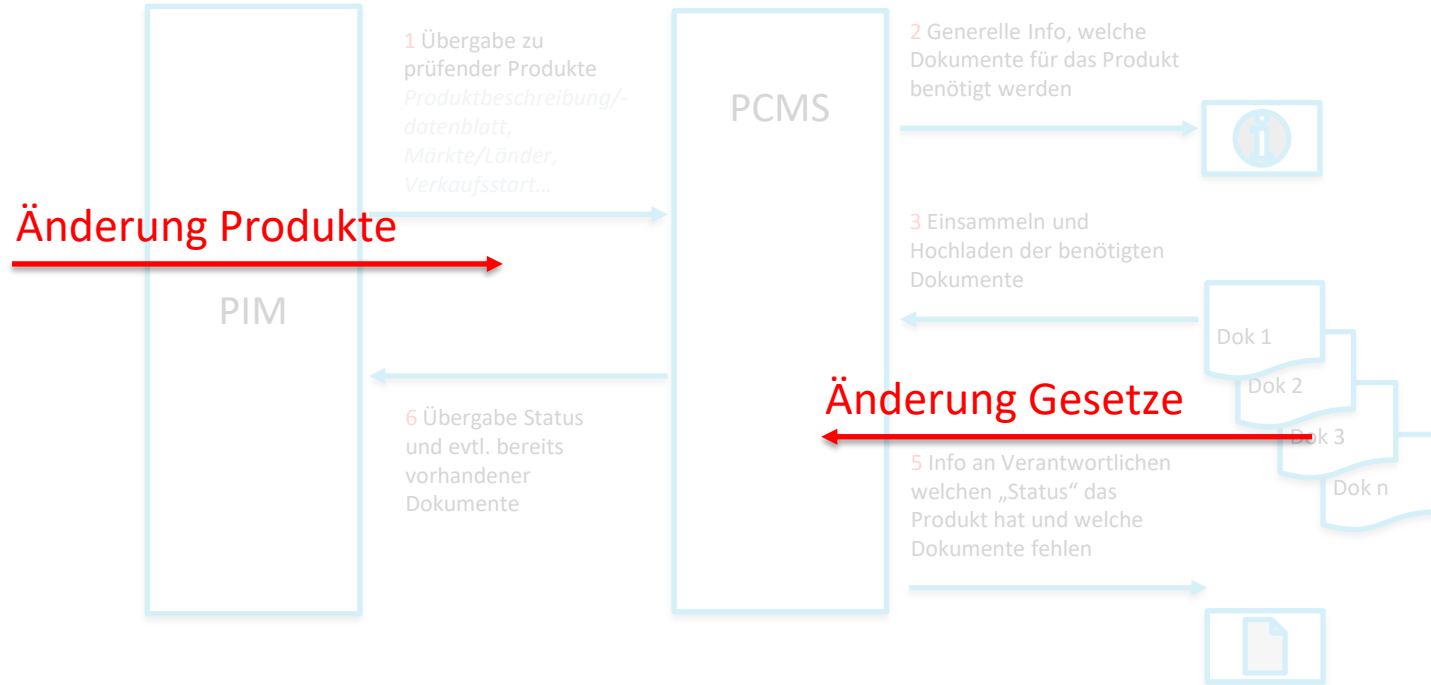 1 Übergabe zu
prüfender Produkte
Produktbeschreibung/-
datenblatt,
Märkte/Länder,
Verkaufsstart...
PCMS
2 Generelle Info, welche
Dokumente für das Produkt
benötigt werden
Änderung Produkte
PIM
3 Einsammeln und
Hochladen der benötigten
Dokumente
Dok 1
Dok 2
Dok 3
Dok n
Änderung Gesetze
6 Übergabe Status
und evtl. bereits
vorhandener
Dokumente
5 Info an Verantwortlichen
welchen „Status“ das
Produkt hat und welche
Dokumente fehlen